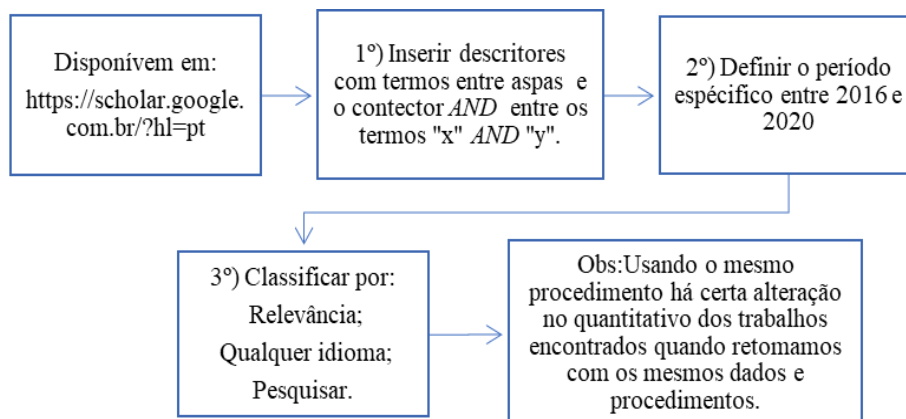 Disponívem em:
https://scholar.google.
com.br/?hl=pt
1º) Inserir descritores
com termos entre aspas e
o contector AND entre os
termos "x" AND "y".
2º) Definir o período
espécifico entre 2016 e
2020
3º) Classificar por:
Relevância;
Qualquer idioma;
Pesquisar.
Obs:Usando o mesmo
procedimento há certa alteração
no quantitativo dos trabalhos
encontrados quando retomamos
com os mesmos dados e
procedimentos.